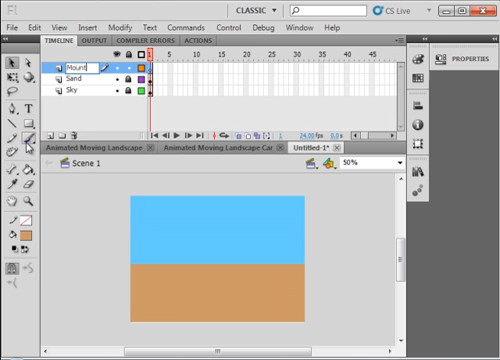 Fl CLASSIC CS Live
File Edit View Insert Modify Text Commands Control Debug Window Help
TIMELINE OUTPUT COMPILER ERRORS ACTIONS
PROPERTIES
1 5 10 15 20 25 30 35 40 45
Mount
Sand
Sky
1 24.00 fps 0.0 s
Animated Moving Landscape Animated Moving Landscape Car Untitled-1*
Scene 1 50%